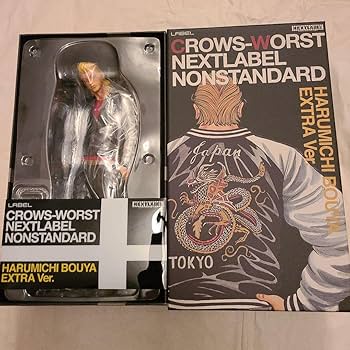 LABEL
NEXTLABEL
CROWS-WORST
NEXTLABEL
NONSTANDARD
HARUMICHI BOUYA
EXTRA Ver.
LABEL
NEXTLABEL
CROWS-WORST
NEXTLABEL
NONSTANDARD
HARUMICHI BOUYA
EXTRA Ver.
Japan
TOKYO